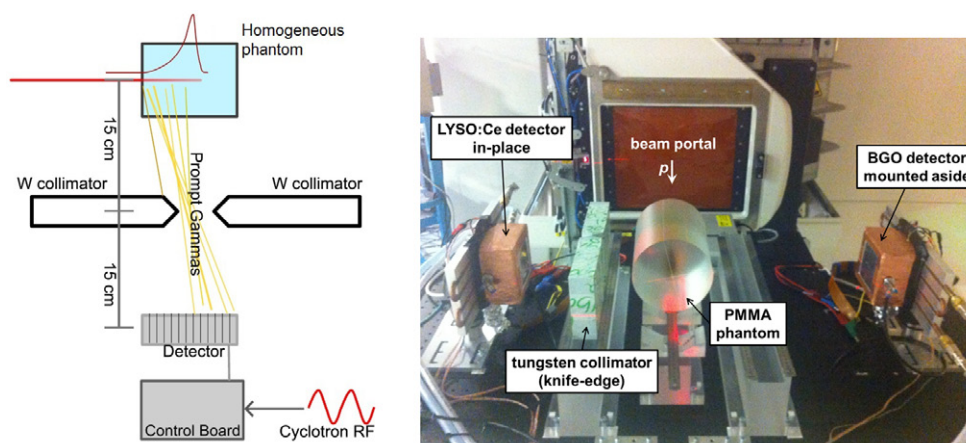 Homogeneous
phantom
15 cm
W collimator
W collimator
Prompt Gammas
15 cm
Detector
Control Board
Cyclotron RF
LYSO:Ce detector
in-place
beam portal
p
BGO detector
mounted aside
PMMA
phantom
tungsten collimator
(knife-edge)